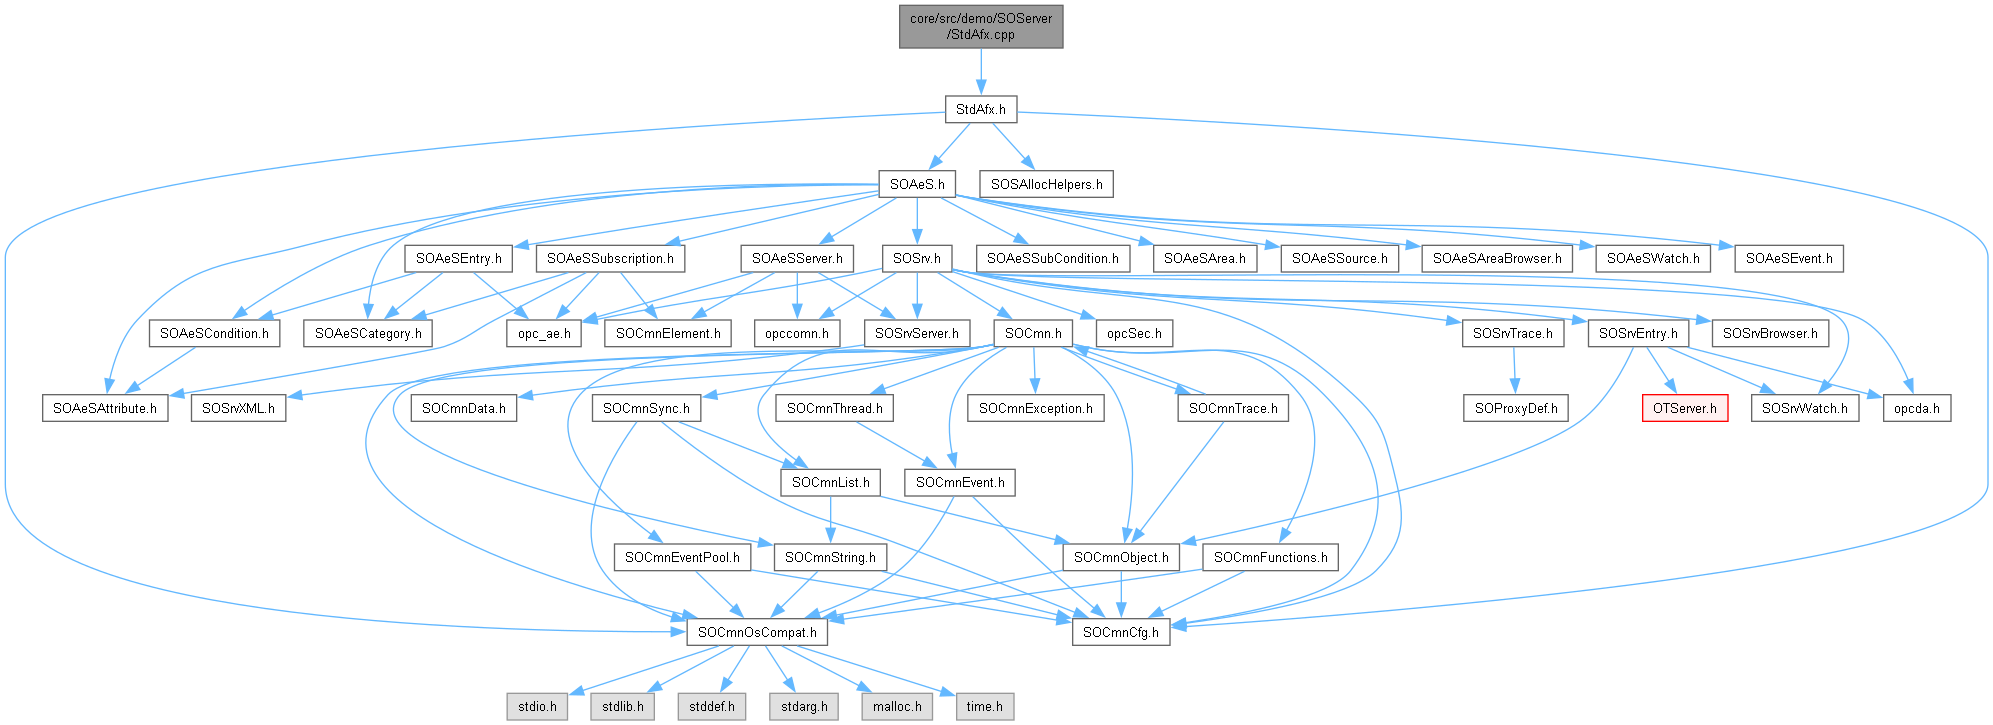 core/src/demo/SOServer
/StdAfx.cpp
StdAfx.h
SOAeS.h
SOSAllocHelpers.h
SOAeSEntry.h
SOAeSSubscription.h
SOAeSServer.h
SOSrv.h
SOAeSSubCondition.h
SOAeSArea.h
SOAeSSource.h
SOAeSAreaBrowser.h
SOAeSWatch.h
SOAeSEvent.h
SOAeSCondition.h
SOAeSCategory.h
opc_ae.h
SOCmnElement.h
opccomn.h
SOSrvServer.h
SOCmn.h
opcSec.h
SOSrvTrace.h
SOSrvEntry.h
SOSrvBrowser.h
SOAeSAttribute.h
SOSrvXML.h
SOCmnData.h
SOCmnSync.h
SOCmnThread.h
SOCmnException.h
SOCmnTrace.h
SOProxyDef.h
OTServer.h
SOSrvWatch.h
opcda.h
SOCmnList.h
SOCmnEvent.h
SOCmnEventPool.h
SOCmnString.h
SOCmnObject.h
SOCmnFunctions.h
SOCmnOsCompat.h
SOCmnCfg.h
stdio.h
stdlib.h
stddef.h
stdarg.h
malloc.h
time.h